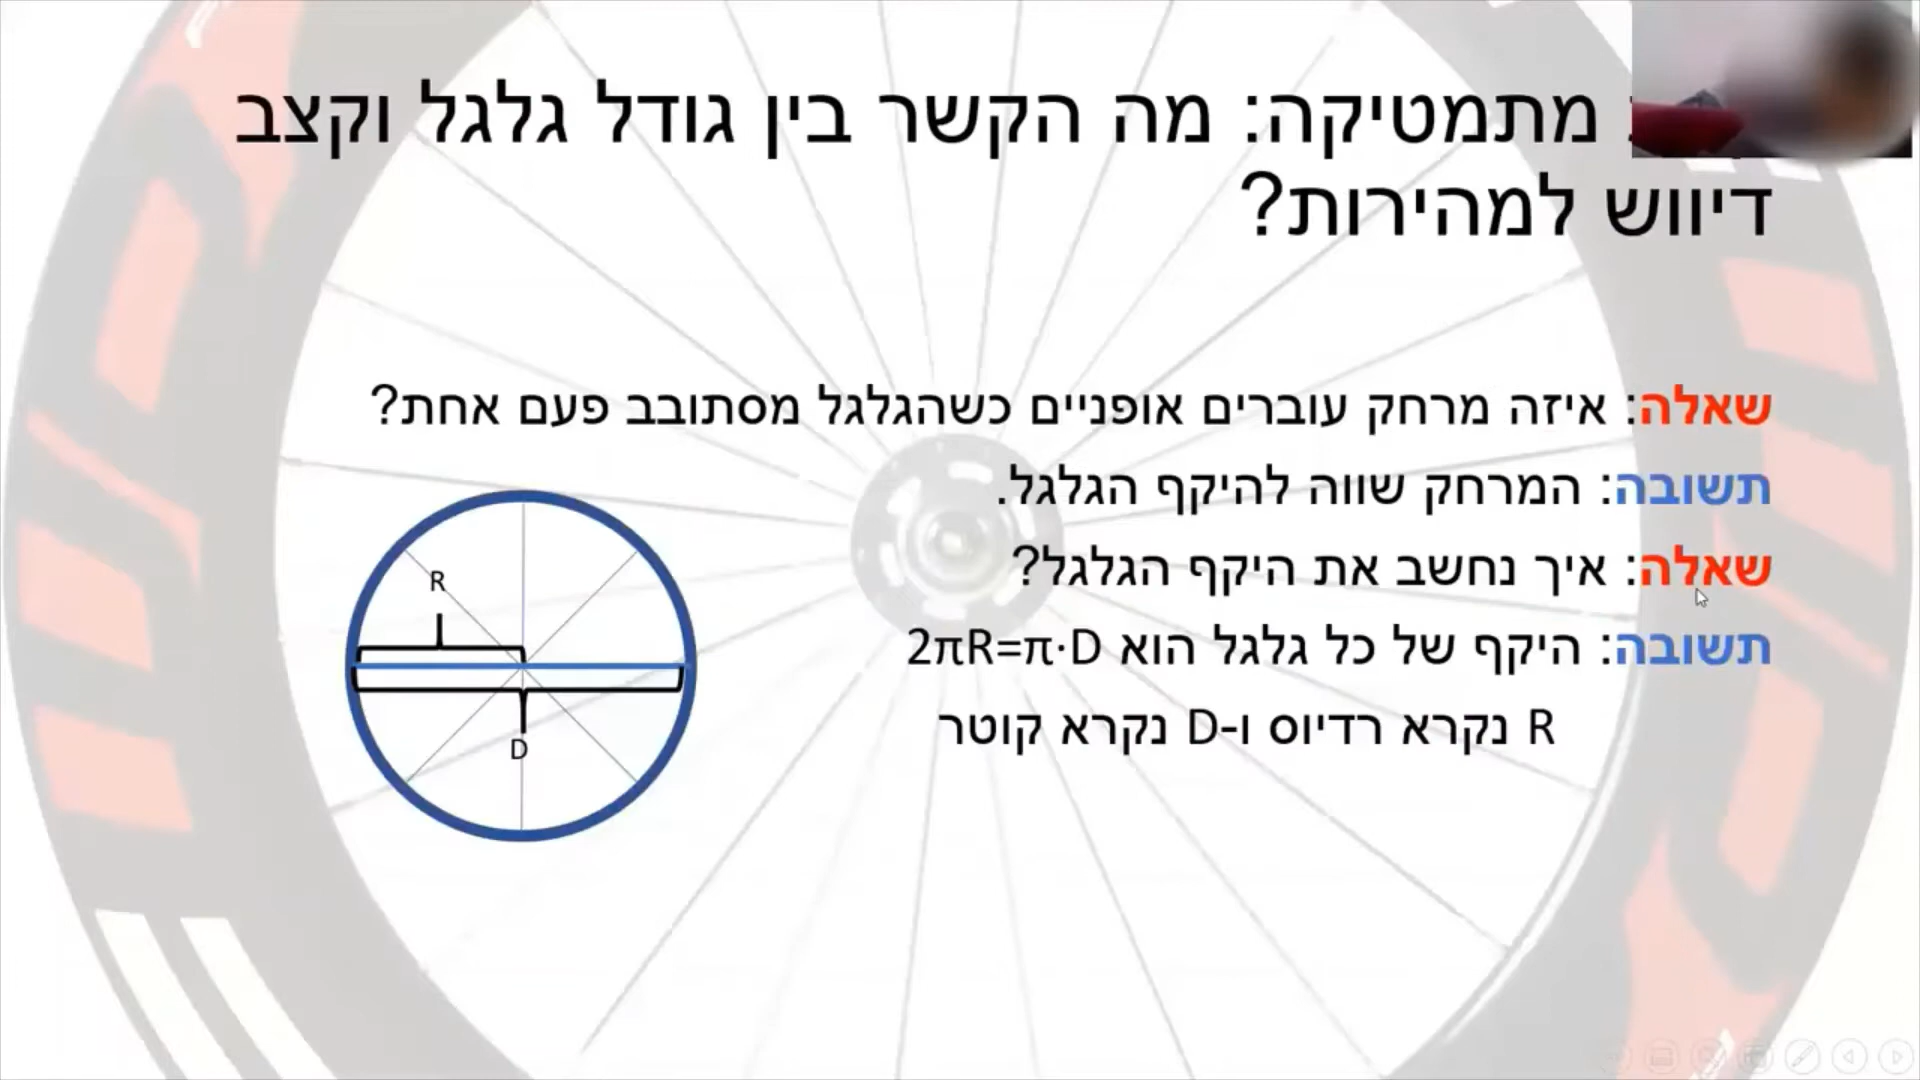 מתמטיקה: מה הקשר בין גודל גלגל וקצב
דיווש למהירות?
שאלה: איזה מרחק עוברים אופניים כשהגלגל מסתובב פעם אחת?
תשובה: המרחק שווה להיקף הגלגל.
שאלה: איך נחשב את היקף הגלגל?
תשובה: היקף של כל גלגל הוא 2πR=π·D
R נקרא רדיוס ו-D נקרא קוטר
R
D